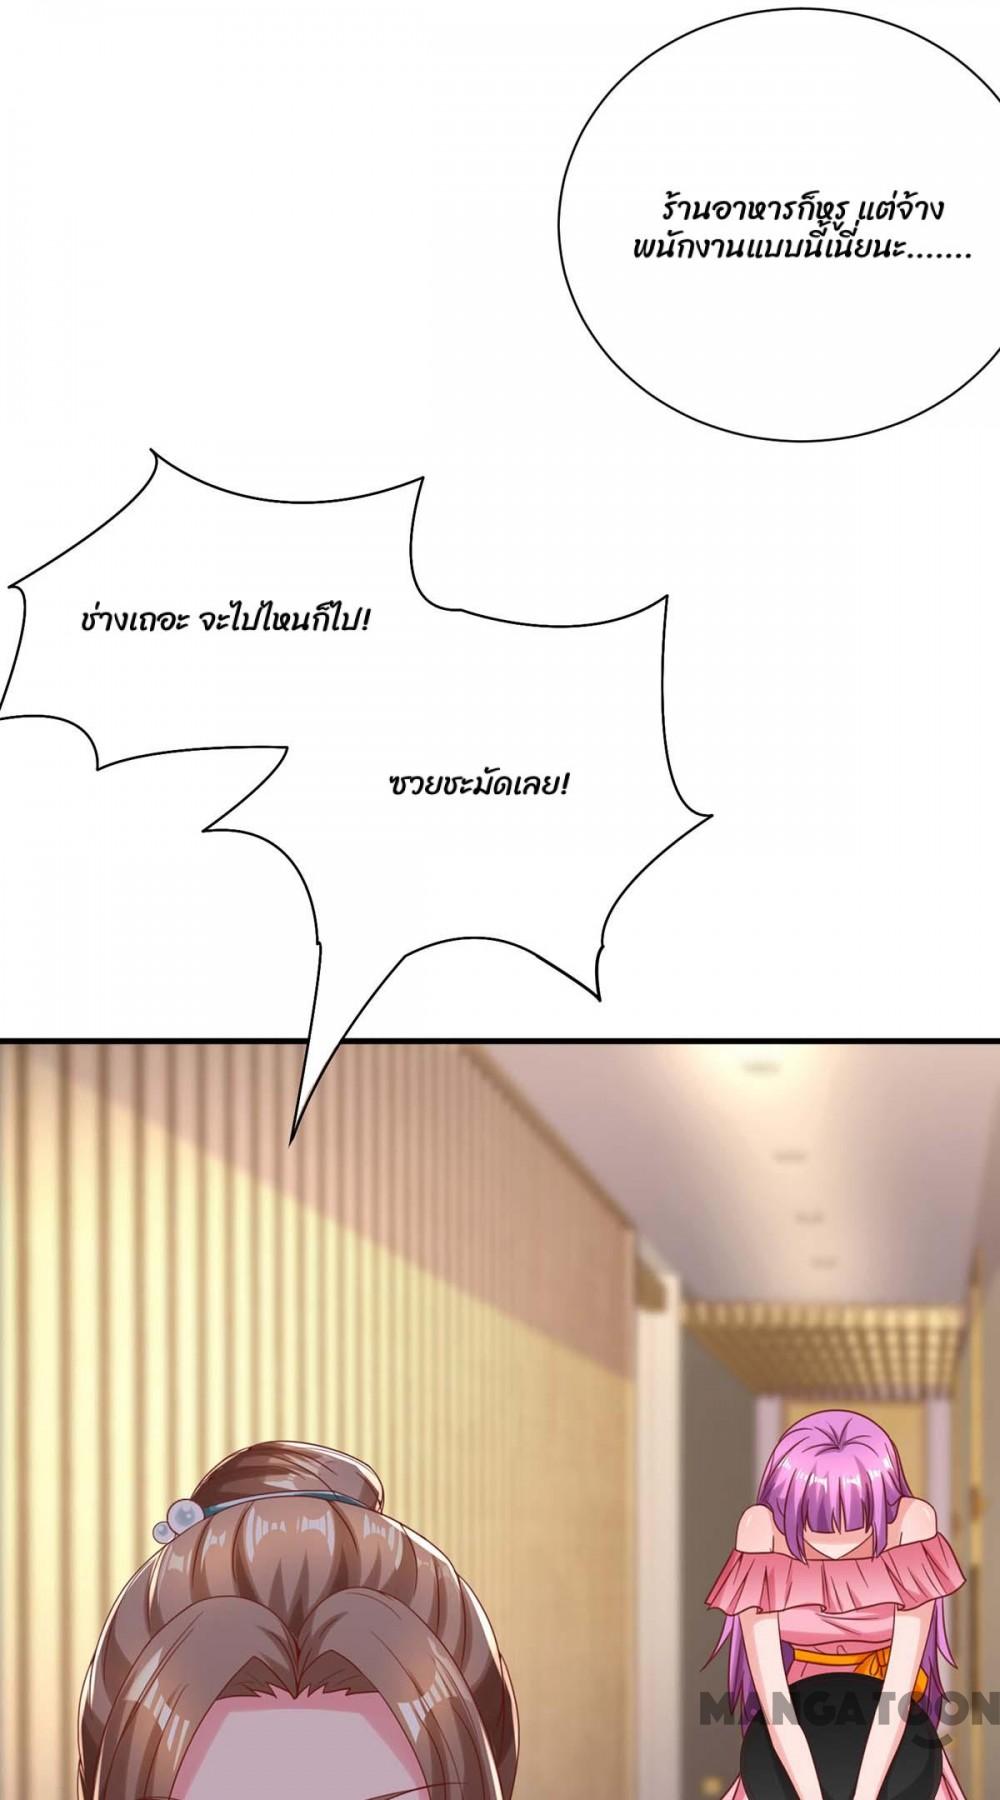 ร้านอาหารก็หรู แต่จ้าง
พนักงานแบบนี้เนี่ยนะ.......
ช่างเถอะ จะไปไหนก็ไป!
ซวยชะมัดเลย!
MANGATOON